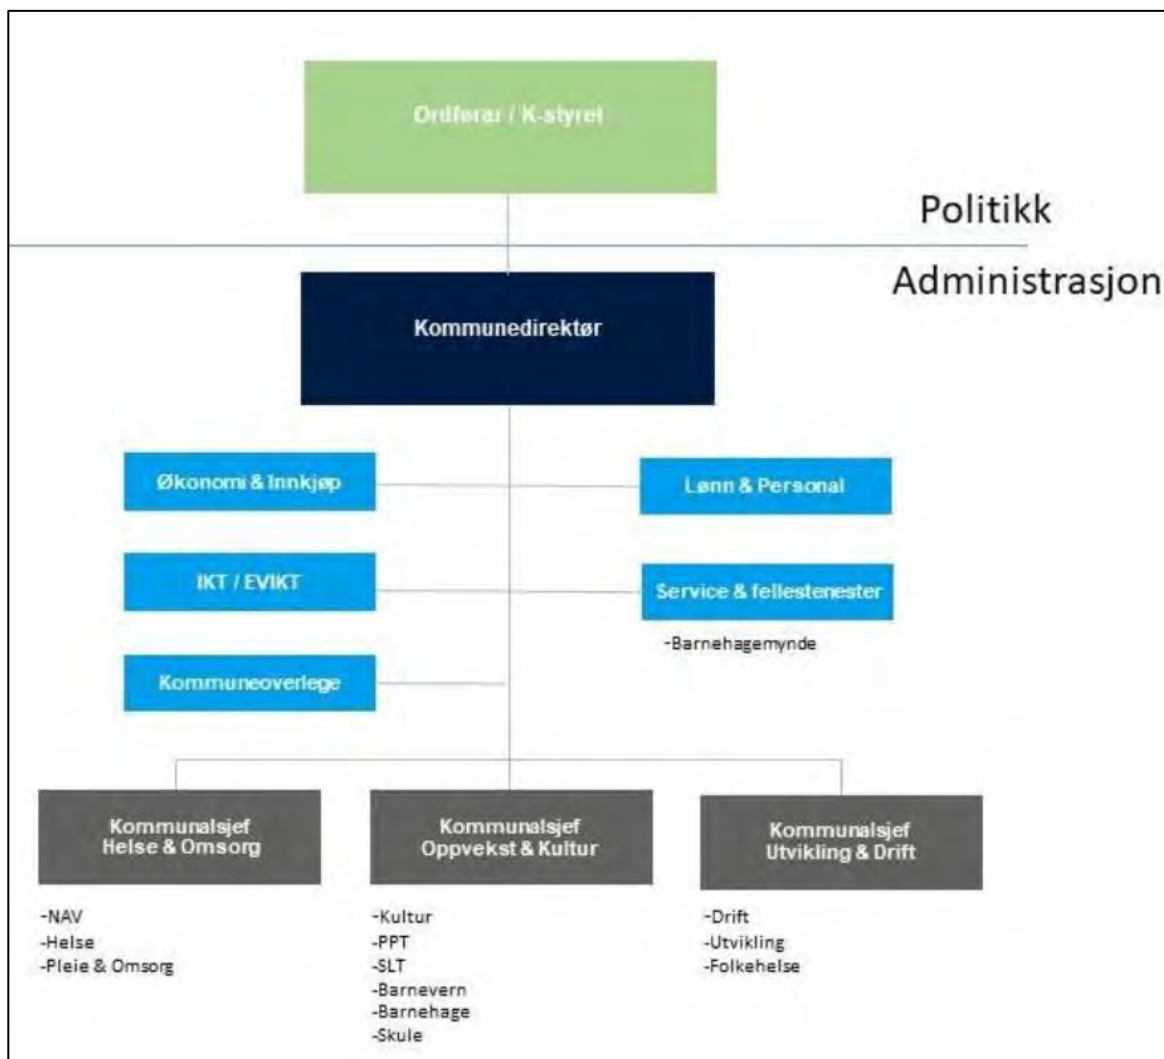 Ordførar / K-styret
Politikk
Administrasjon
Kommunedirektør
Økonomi & Innkjøp
Lønn & Personal
IKT / EVIKT
Service & fellestenester
-Barnehagemynde
Kommuneoverlege
Kommunalsjef
Helse & Omsorg
-NAV
-Helse
-Pleie & Omsorg
Kommunalsjef
Oppvekst & Kultur
-Kultur
-PPT
-SLT
-Barnevern
-Barnehage
-Skule
Kommunalsjef
Utvikling & Drift
-Drift
-Utvikling
-Folkehelse